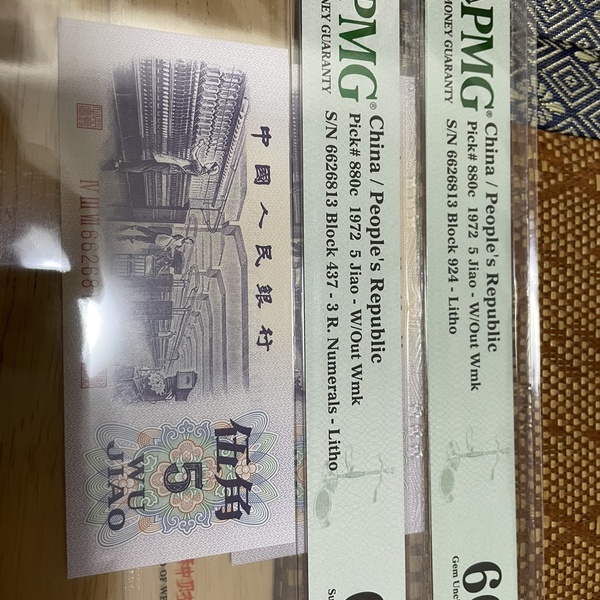 中國人民銀行
ⅣⅢⅦ66268
伍角
5
WU
JIAO
PMG®
MONEY GUARANTY
China / People's Republic
Pick# 880c 1972 5 Jiao - W/Out Wmk
S/N 6626813 Block 437 - 3 R. Numerals - Litho
PMG®
MONEY GUARANTY
China / People's Republic
Pick# 880c 1972 5 Jiao - W/Out Wmk
S/N 6626813 Block 924 - Litho
Gem Unc